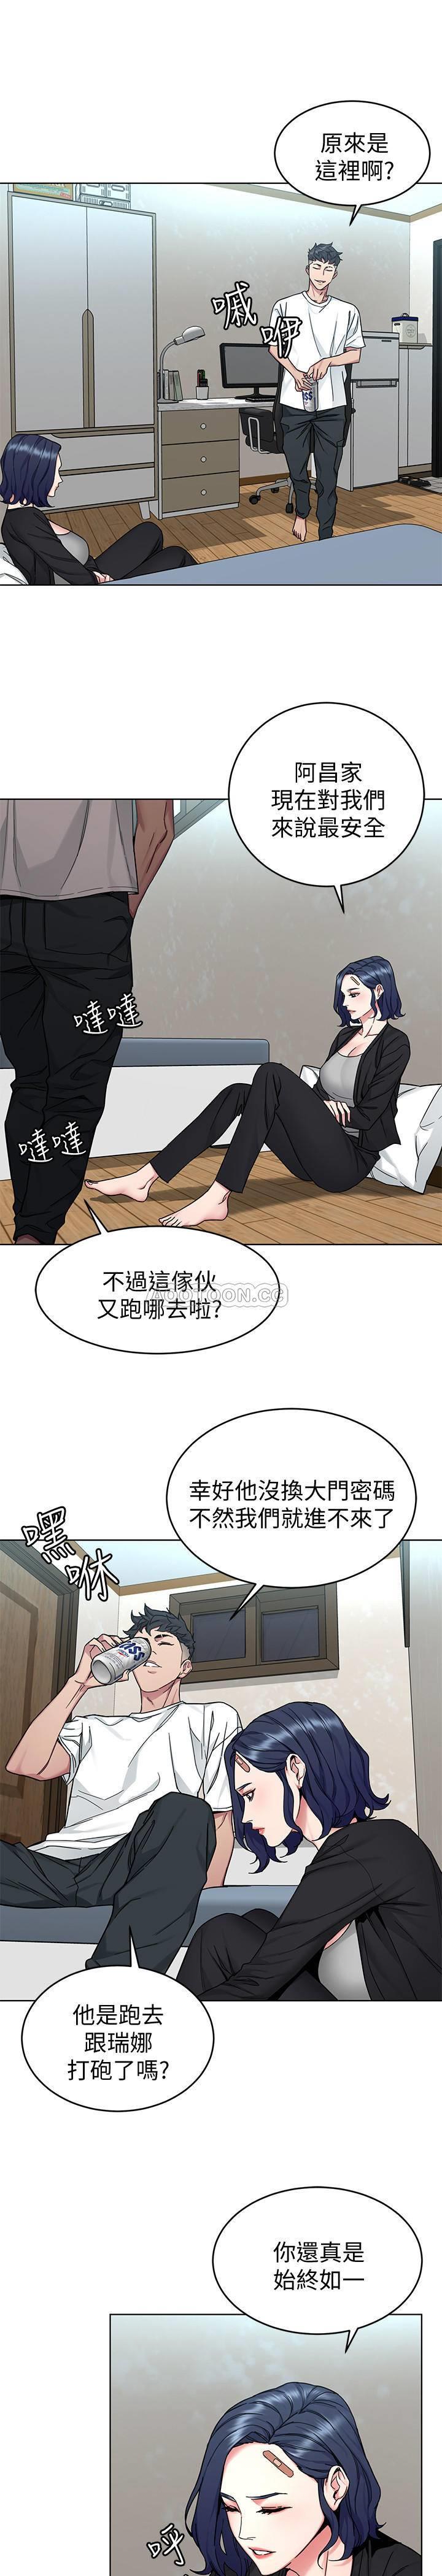 原來是
這裡啊?
嘁
咿
阿昌家
現在對我們
來說最安全
噠噠
噠噠
不過這傢伙
又跑哪去啦?
幸好他沒換大門密碼
不然我們就進不來了
嘿
咻
他是跑去
跟瑞娜
打砲了嗎?
你還真是
始終如一
呼